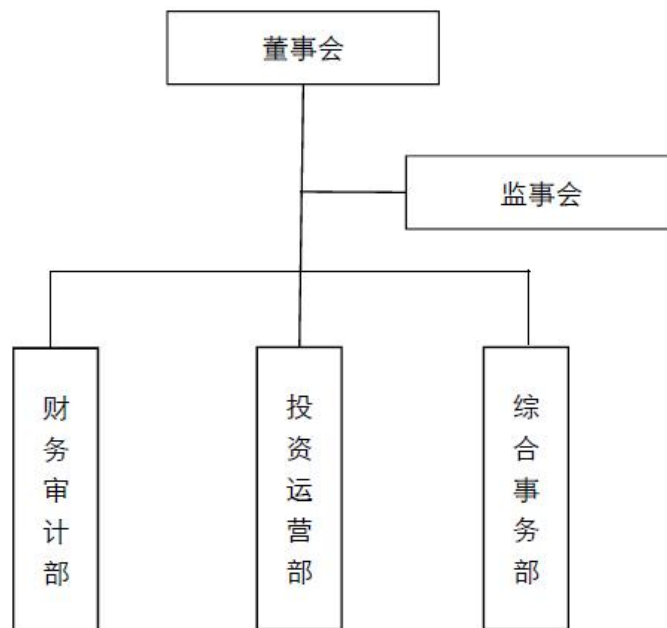 董事会
监事会
财务审计部
投资运营部
综合事务部